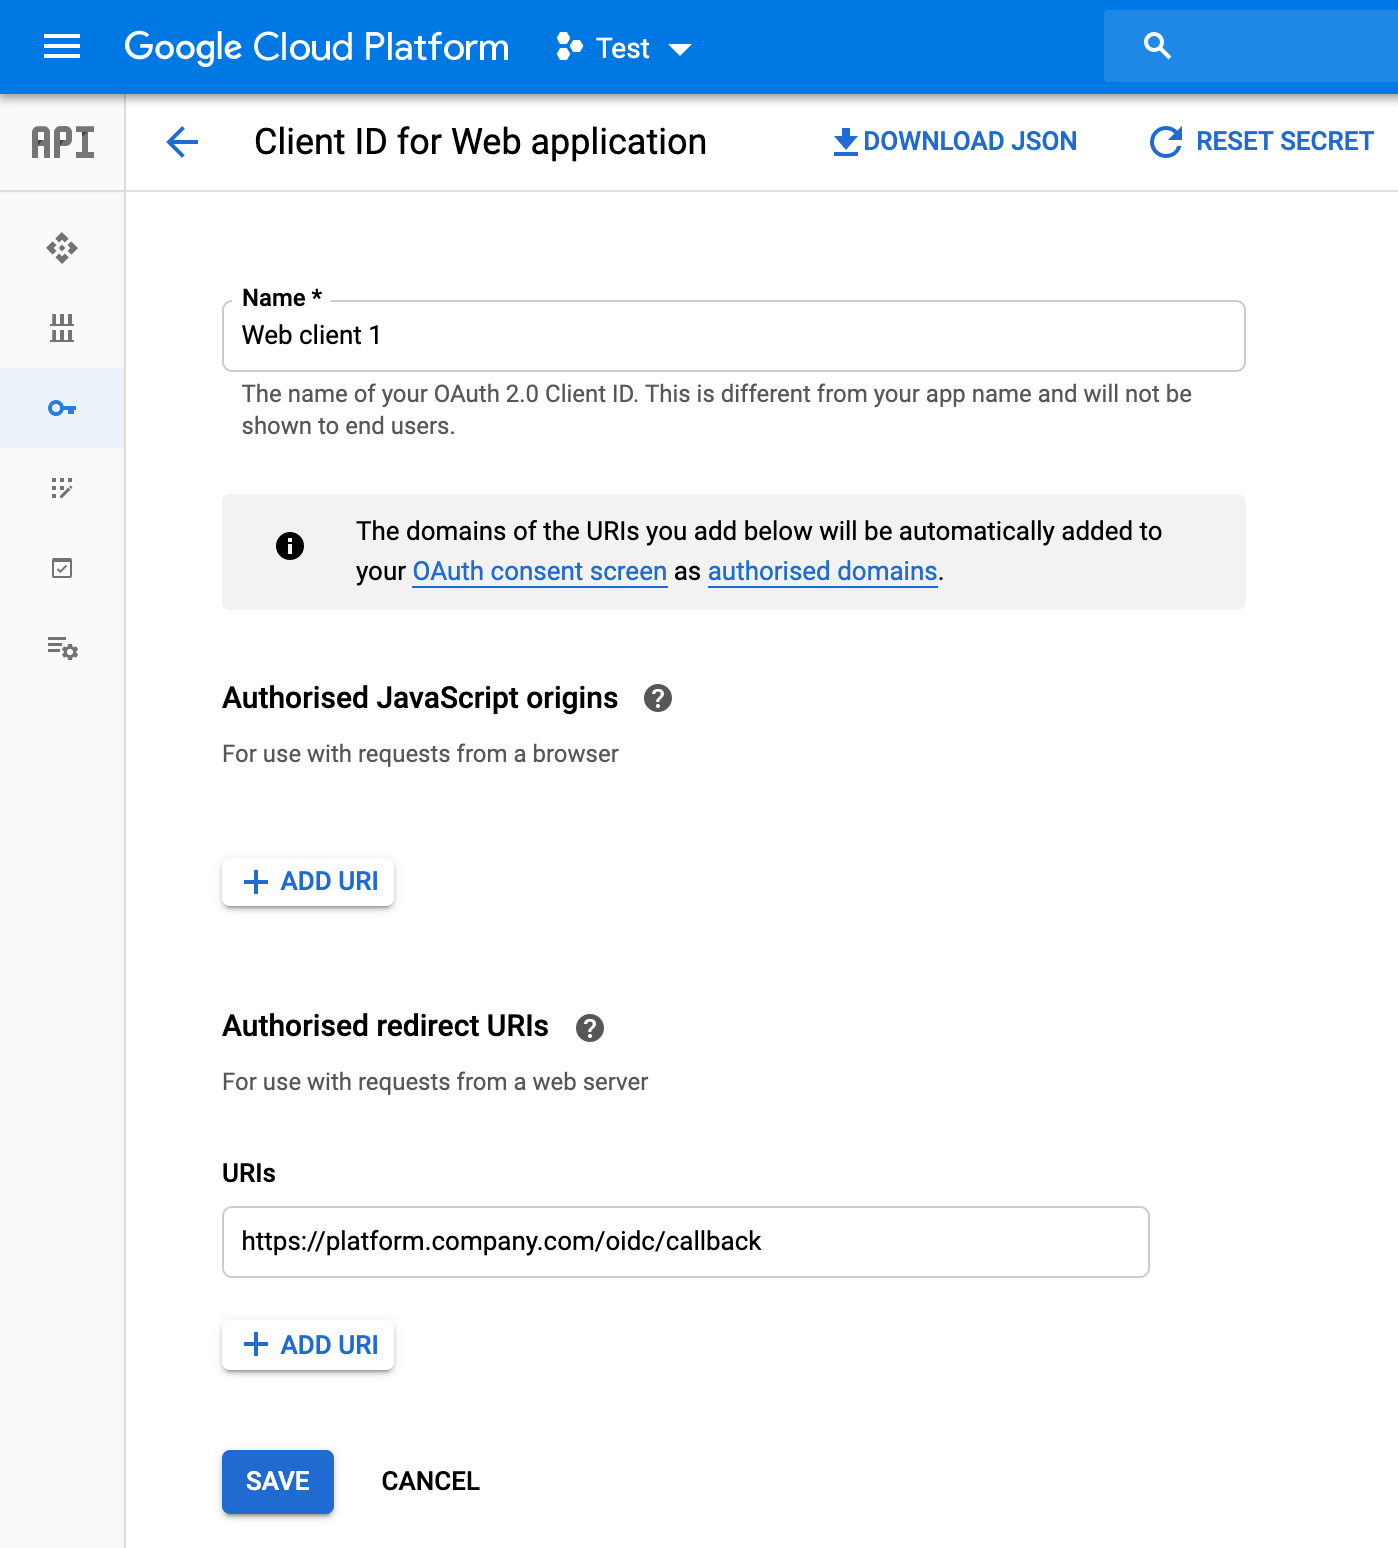 Google Cloud Platform Test
API
Client ID for Web application DOWNLOAD JSON RESET SECRET
Name *
Web client 1
The name of your OAuth 2.0 Client ID. This is different from your app name and will not be
shown to end users.
The domains of the URIs you add below will be automatically added to
your OAuth consent screen as authorised domains.
Authorised JavaScript origins
For use with requests from a browser
ADD URI
Authorised redirect URIs
For use with requests from a web server
URIs
https://platform.company.com/oidc/callback
ADD URI
SAVE CANCEL